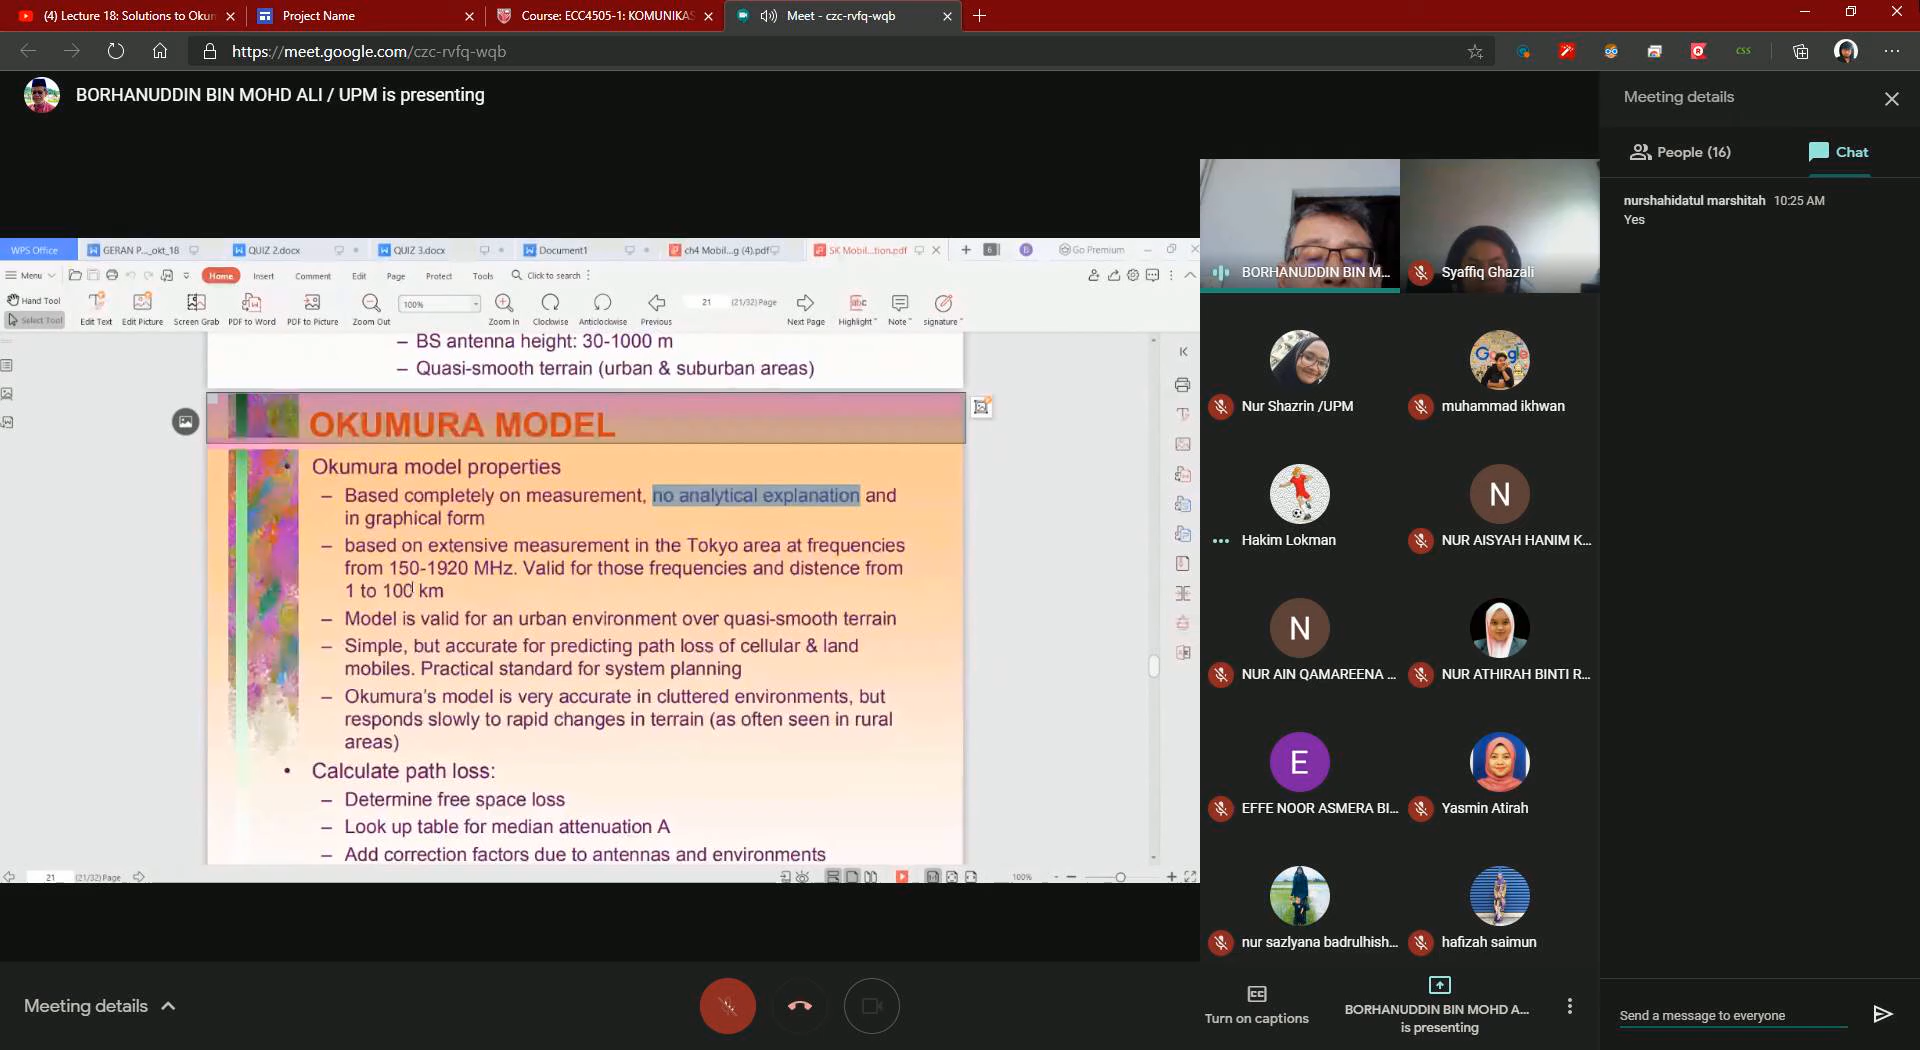 (4) Lecture 18: Solutions to Okun
Project Name
Course: ECC4505-1: KOMUNIKAS
Meet - czc-rvfq-wqb
https://meet.google.com/czc-rvfq-wqb
CSS
BORHANUDDIN BIN MOHD ALI / UPM is presenting
WPS Office
GERAN P..._okt_18
QUIZ 2.docx
QUIZ 3.docx
Document1
ch4 Mobil...g (4).pdf
SK Mobil...tion.pdf
6
B
Go Premium
Menu
Home
Insert
Comment
Edit
Page
Protect
Tools
Click to search
Hand Tool
Select Tool
Edit Text
Edit Picture
Screen Grab
PDF to Word
PDF to Picture
Zoom Out
100%
Zoom In
Clockwise
Anticlockwise
Previous
21
(21/32)Page
Next Page
Highlight
Note
signature
– BS antenna height: 30-1000 m
– Quasi-smooth terrain (urban & suburban areas)
OKUMURA MODEL
• Okumura model properties
– Based completely on measurement, no analytical explanation and
in graphical form
– based on extensive measurement in the Tokyo area at frequencies
from 150-1920 MHz. Valid for those frequencies and distence from
1 to 100 km
– Model is valid for an urban environment over quasi-smooth terrain
– Simple, but accurate for predicting path loss of cellular & land
mobiles. Practical standard for system planning
– Okumura's model is very accurate in cluttered environments, but
responds slowly to rapid changes in terrain (as often seen in rural
areas)
• Calculate path loss:
– Determine free space loss
– Look up table for median attenuation A
– Add correction factors due to antennas and environments
21
(21/32)Page
100%
BORHANUDDIN BIN M...
Syaffiq Ghazali
Nur Shazrin /UPM
Google
muhammad ikhwan
Hakim Lokman
N
NUR AISYAH HANIM K...
N
NUR AIN QAMAREENA ...
NUR ATHIRAH BINTI R...
E
EFFE NOOR ASMERA BI...
Yasmin Atirah
nur sazlyana badrulhish...
hafizah saimun
Meeting details
People (16)
Chat
nurshahidatul marshitah 10:25 AM
Yes
Meeting details
Turn on captions
BORHANUDDIN BIN MOHD A...
is presenting
Send a message to everyone